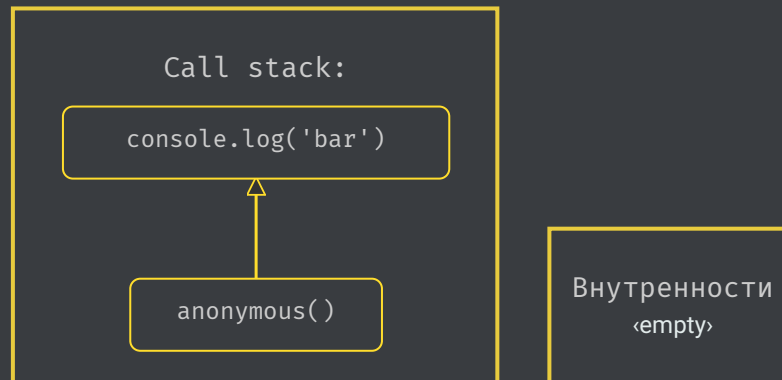 Call stack:
console.log('bar')
anonymous()
Внутренности
‹empty›